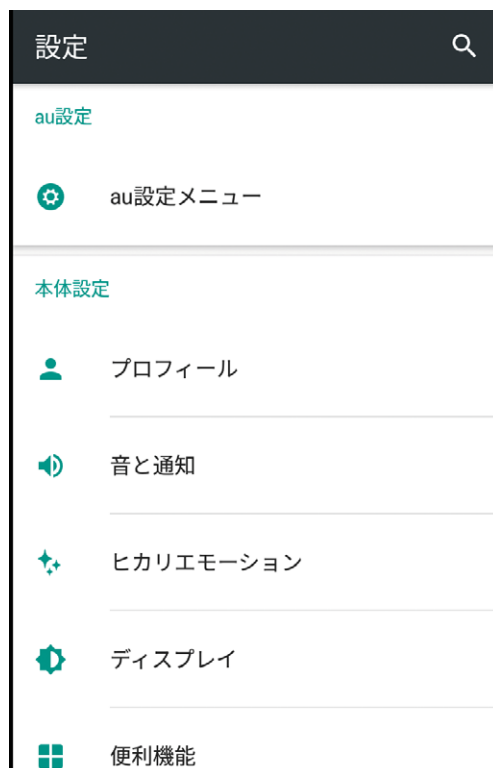 設定
au設定
au設定メニュー
本体設定
プロフィール
音と通知
ヒカリエモーション
ディスプレイ
便利機能